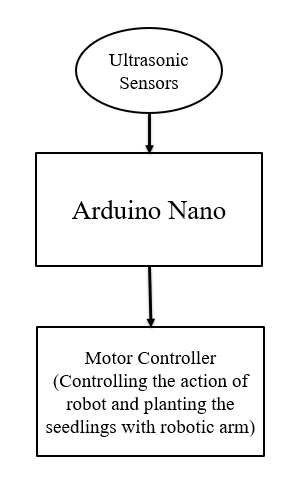 Ultrasonic
Sensors
Arduino Nano
Motor Controller
(Controlling the action of
robot and planting the
seedlings with robotic arm)